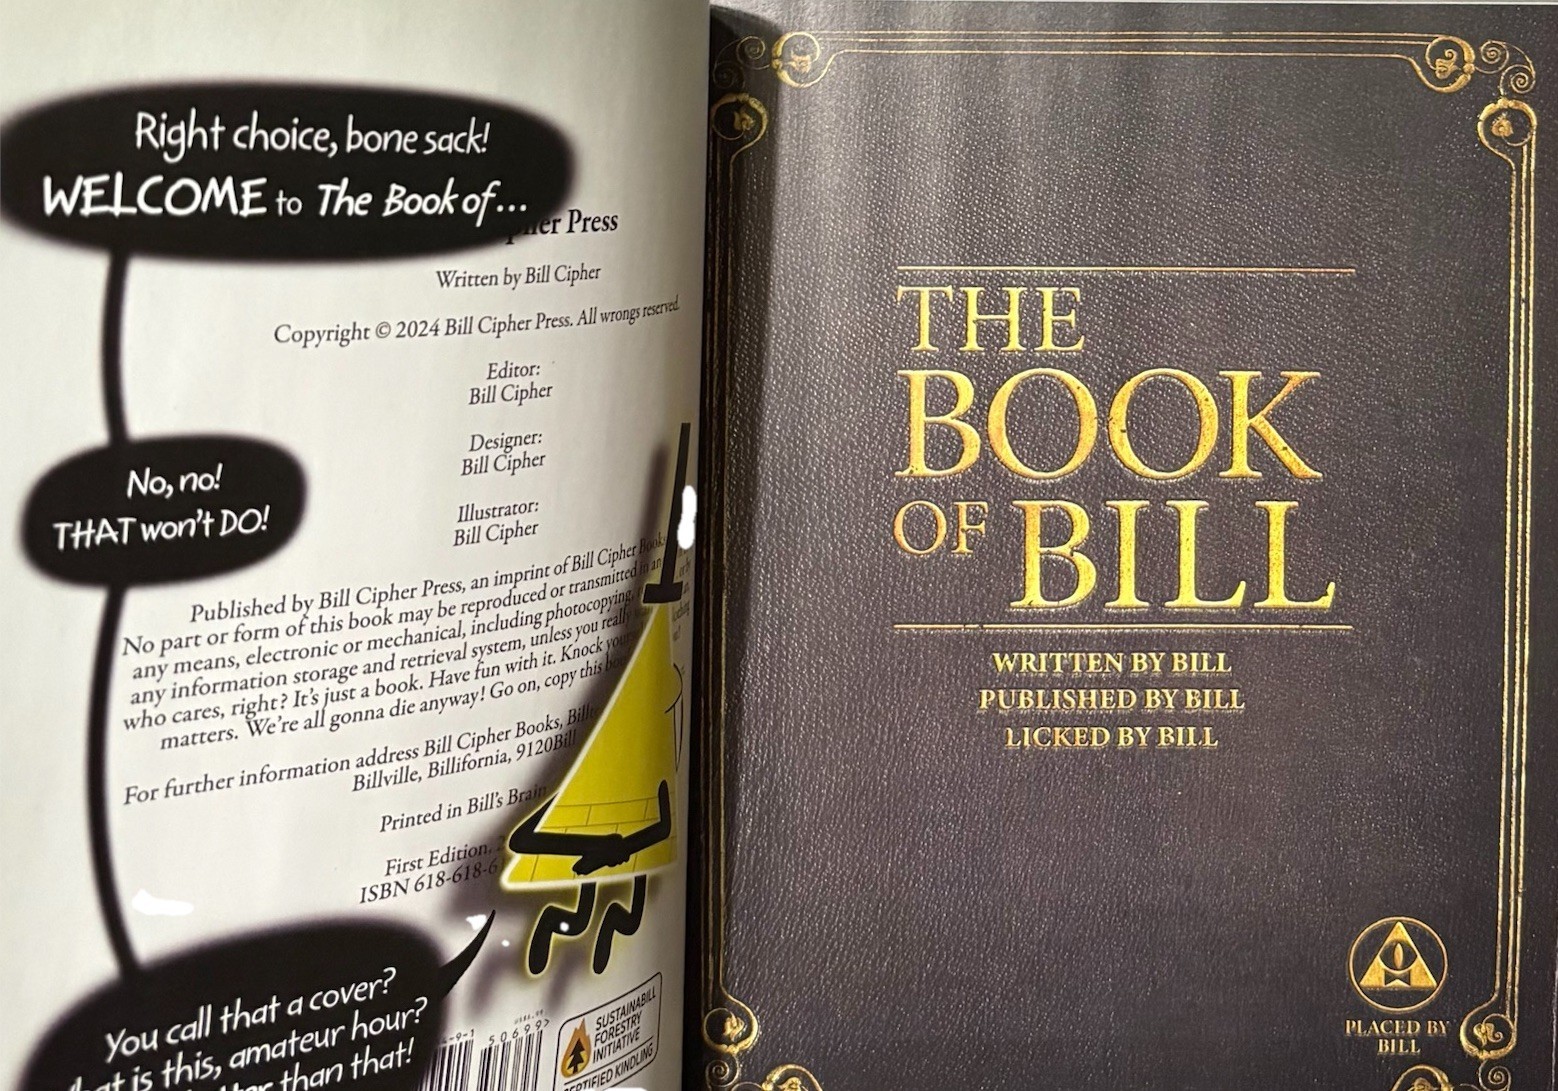 Right choice, bone sack!
WELCOME to The Book of...
Press
Written by Bill Cipher
Copyright © 2024 Bill Cipher Press. All wrongs reserved.
Editor:
Bill Cipher
Designer:
Bill Cipher
No, no!
THAT won't DO!
Illustrator:
Bill Cipher
Published by Bill Cipher Press, an imprint of Bill Cipher Books
No part or form of this book may be reproduced or transmitted in an
any means, electronic or mechanical, including photocopying,
any information storage and retrieval system, unless you really
who cares, right? It's just a book. Have fun with it. Knock
matters. We're all gonna die anyway! Go on, copy this
For further information address Bill Cipher Books,
Billville, Billifornia, 9120Bill
Printed in Bill's Brain
First Edition,
ISBN 618-618-6
You call that a cover?
is this, amateur hour?
than that!
50699>
SUSTAINABILL
FORESTRY
INITIATIVE
CERTIFIED KINDLING
THE
BOOK
OF BILL
WRITTEN BY BILL
PUBLISHED BY BILL
LICKED BY BILL
PLACED BY
BILL